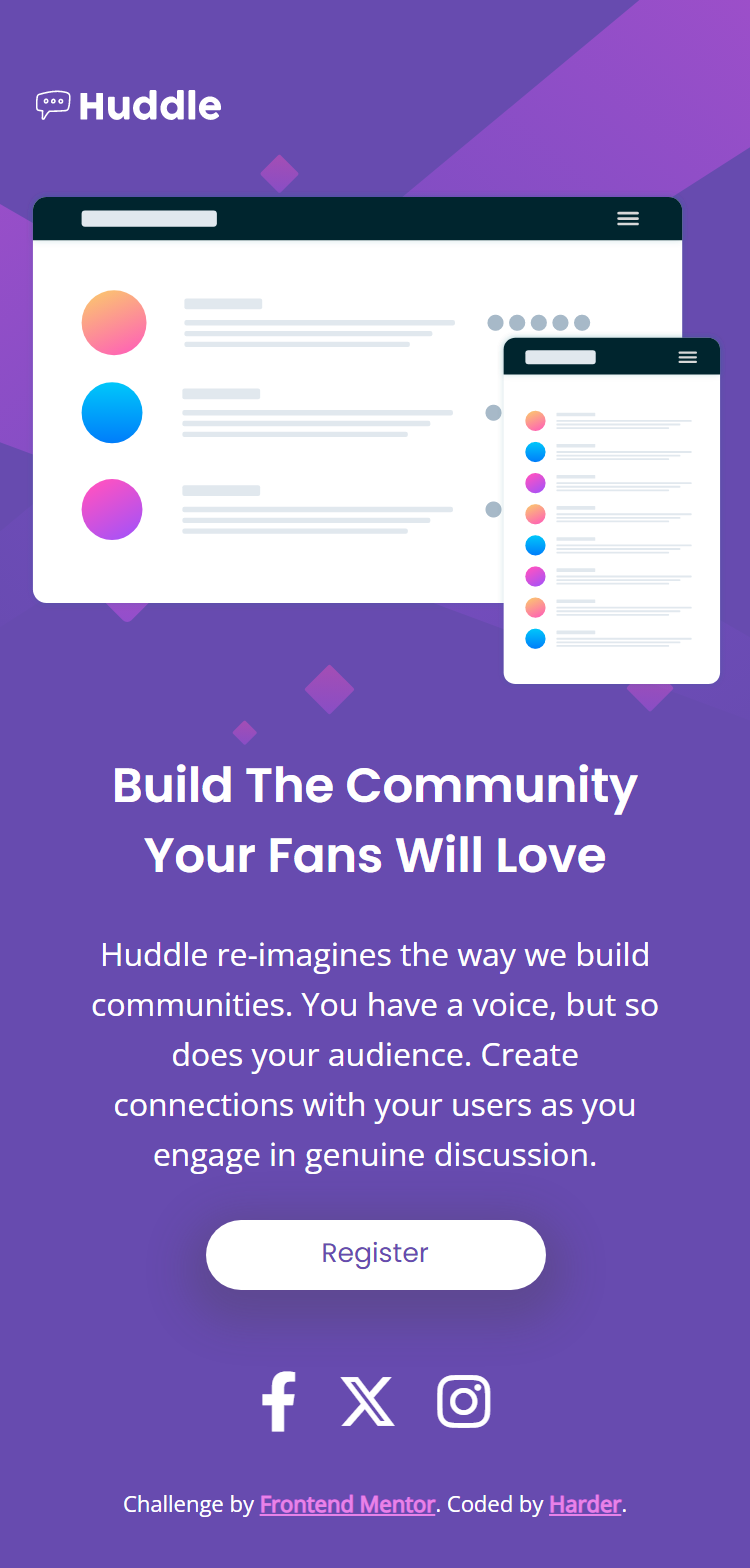 Huddle
Build The Community
Your Fans Will Love
Huddle re-imagines the way we build
communities. You have a voice, but so
does your audience. Create
connections with your users as you
engage in genuine discussion.
Register
Challenge by Frontend Mentor. Coded by Harder.